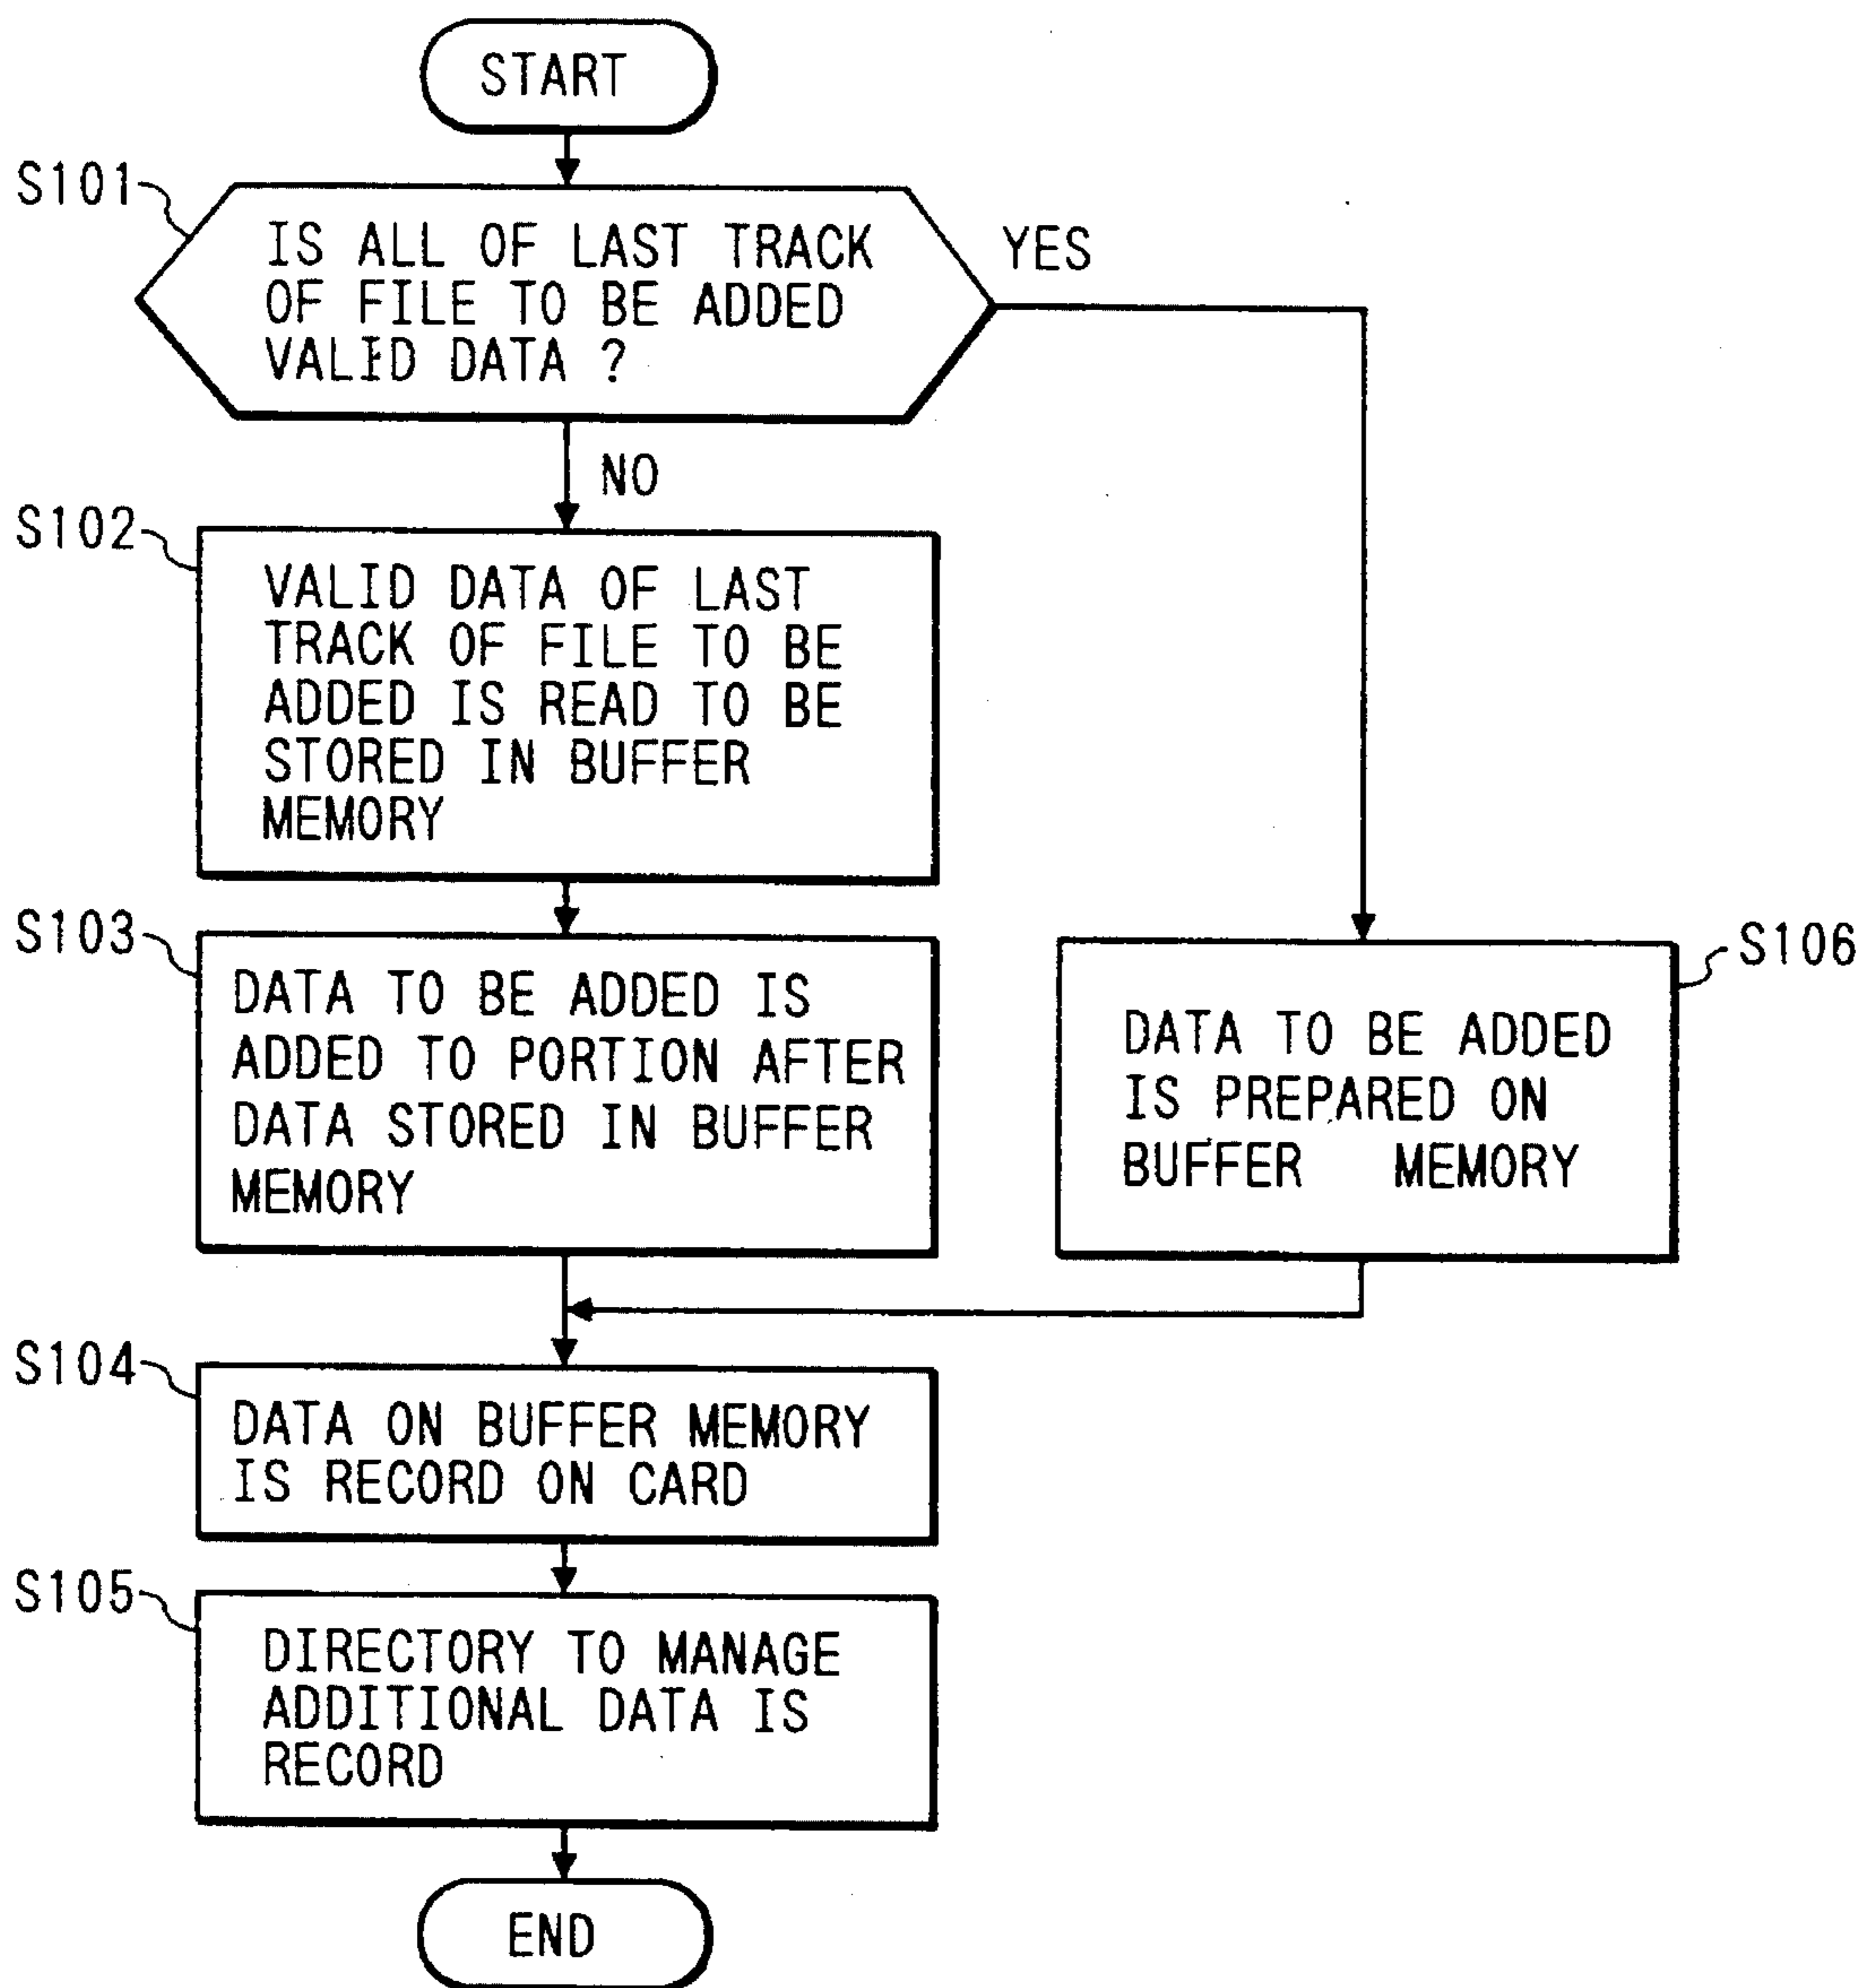 START
S101
IS ALL OF LAST TRACK
OF FILE TO BE ADDED
VALID DATA ?
YES
NO
S102
VALID DATA OF LAST
TRACK OF FILE TO BE
ADDED IS READ TO BE
STORED IN BUFFER
MEMORY
S103
DATA TO BE ADDED IS
ADDED TO PORTION AFTER
DATA STORED IN BUFFER
MEMORY
S106
DATA TO BE ADDED
IS PREPARED ON
BUFFER MEMORY
S104
DATA ON BUFFER MEMORY
IS RECORD ON CARD
S105
DIRECTORY TO MANAGE
ADDITIONAL DATA IS
RECORD
END